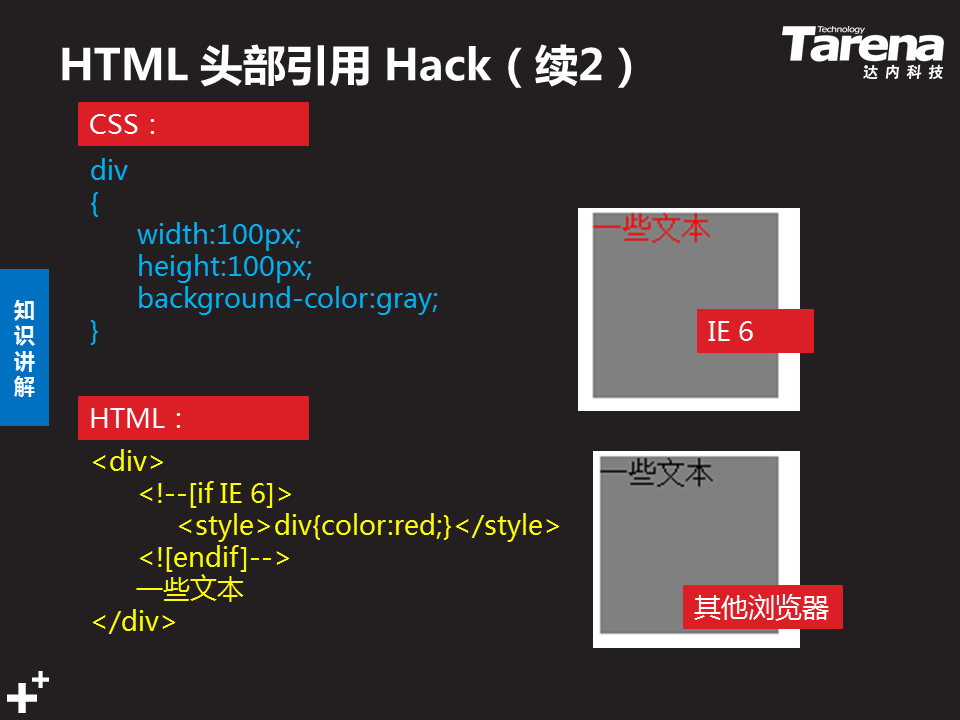 HTML 头部引用 Hack（续2）
Technology
Tarena
达内科技
CSS：
div
{
width:100px;
height:100px;
background-color:gray;
}
知识讲解
HTML：
<div>
<!--[if IE 6]>
<style>div{color:red;}</style>
<![endif]-->
一些文本
</div>
一些文本
IE 6
一些文本
其他浏览器